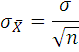 σ_X̄ = σ / √n